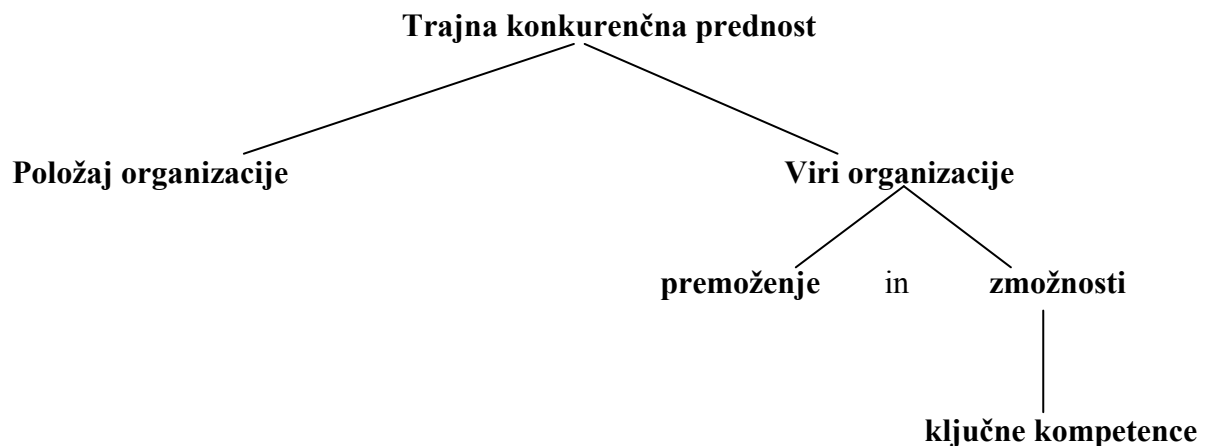 Trajna konkurenčna prednost
Položaj organizacije
Viri organizacije
premoženje in zmožnosti
ključne kompetence